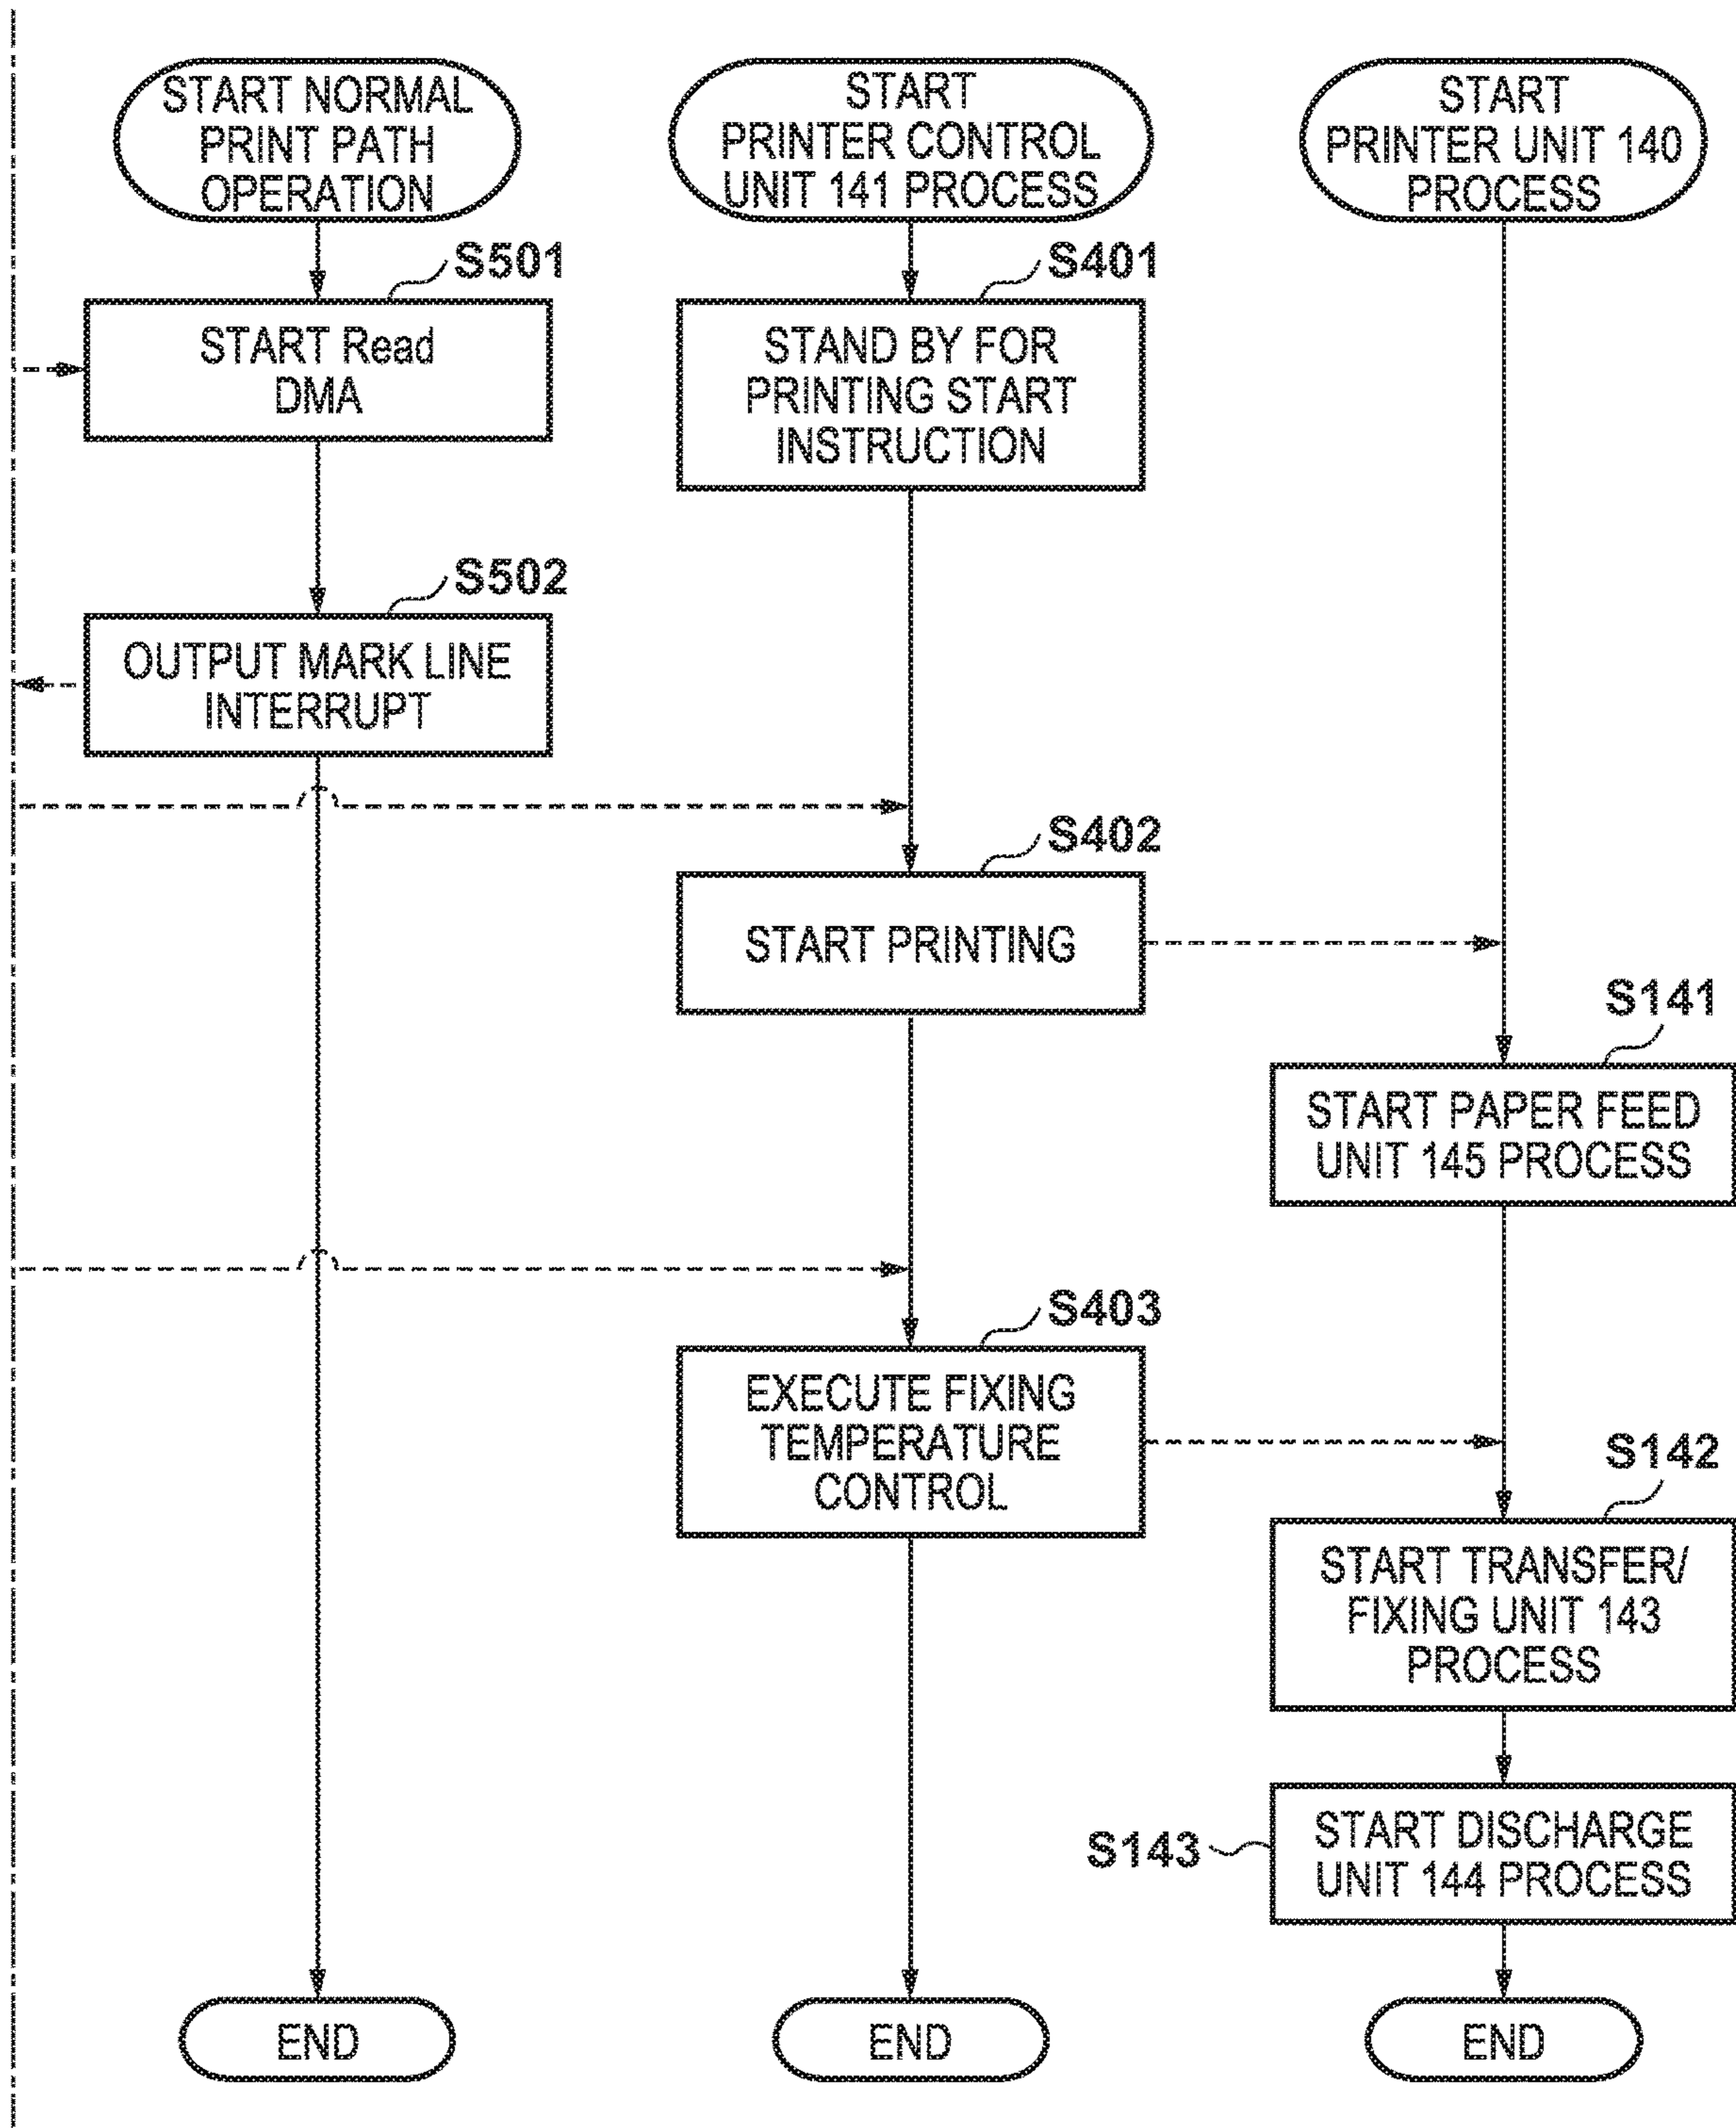 START NORMAL
PRINT PATH
OPERATION
S501
START Read
DMA
S502
OUTPUT MARK LINE
INTERRUPT
END
START
PRINTER CONTROL
UNIT 141 PROCESS
S401
STAND BY FOR
PRINTING START
INSTRUCTION
S402
START PRINTING
S403
EXECUTE FIXING
TEMPERATURE
CONTROL
END
START
PRINTER UNIT 140
PROCESS
S141
START PAPER FEED
UNIT 145 PROCESS
S142
START TRANSFER/
FIXING UNIT 143
PROCESS
S143
START DISCHARGE
UNIT 144 PROCESS
END